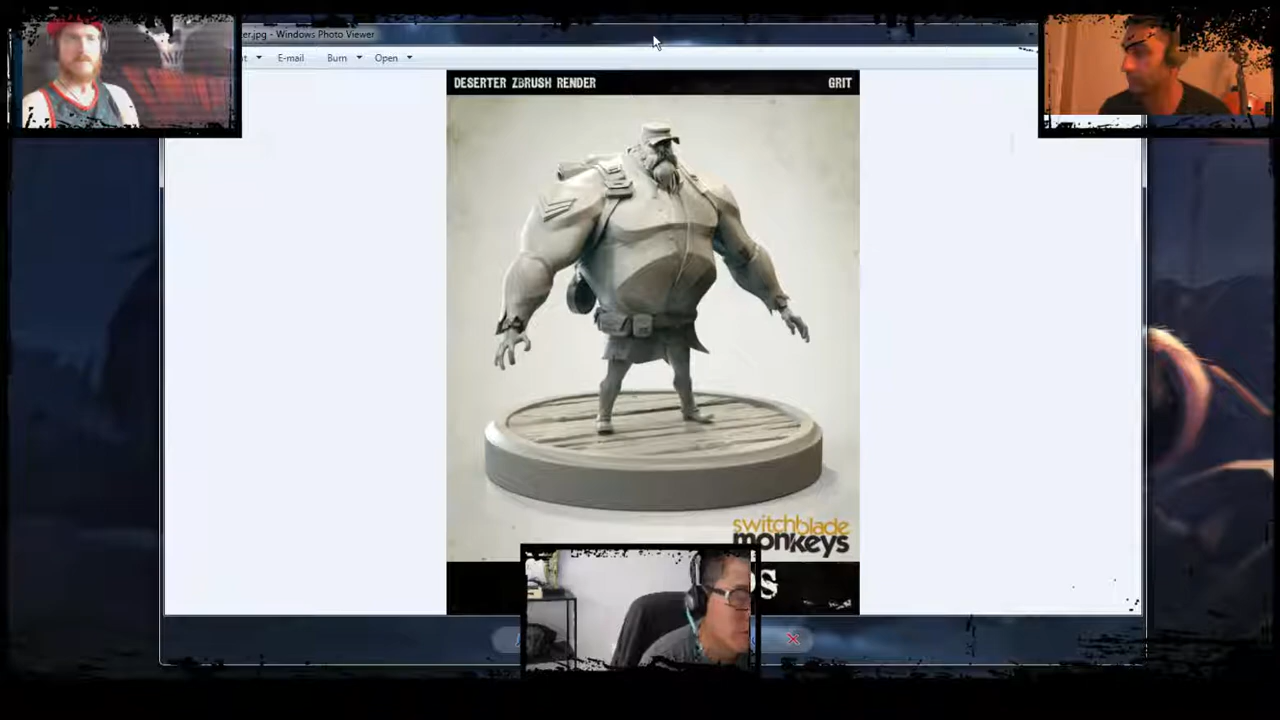 er.jpg - Windows Photo Viewer
t E-mail Burn Open
DESERTER ZBRUSH RENDER GRIT
switchblade
monkeys